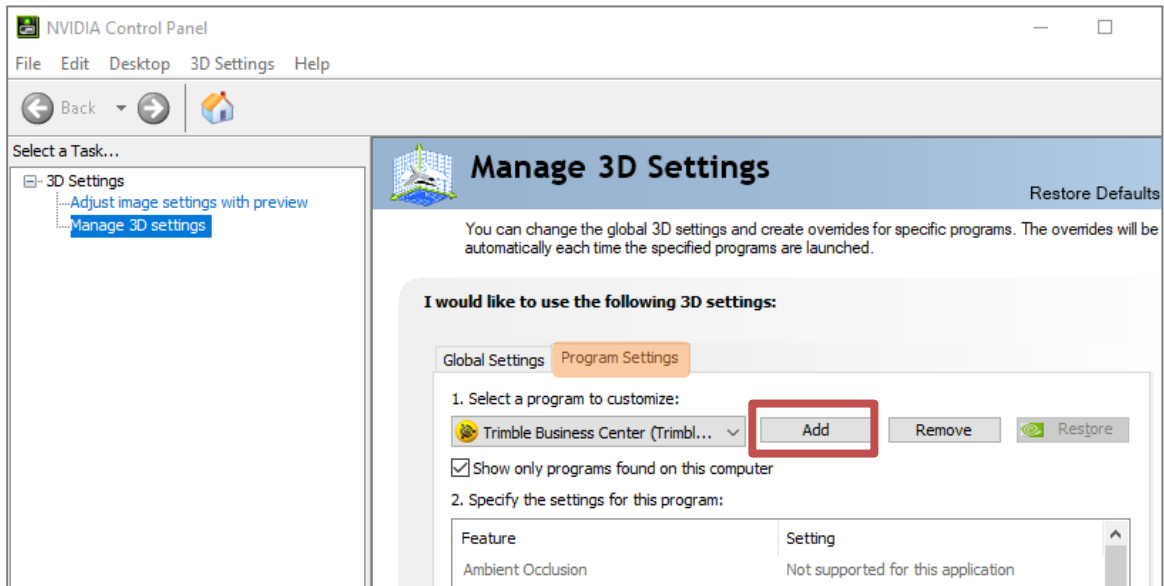 NVIDIA Control Panel
File Edit Desktop 3D Settings Help
Back
Select a Task...
3D Settings
Adjust image settings with preview
Manage 3D settings
Manage 3D Settings
Restore Defaults
You can change the global 3D settings and create overrides for specific programs. The overrides will be
automatically each time the specified programs are launched.
I would like to use the following 3D settings:
Global Settings Program Settings
1. Select a program to customize:
Trimble Business Center (Trimbl... Add Remove Restore
Show only programs found on this computer
2. Specify the settings for this program:
Feature Setting
Ambient Occlusion Not supported for this application